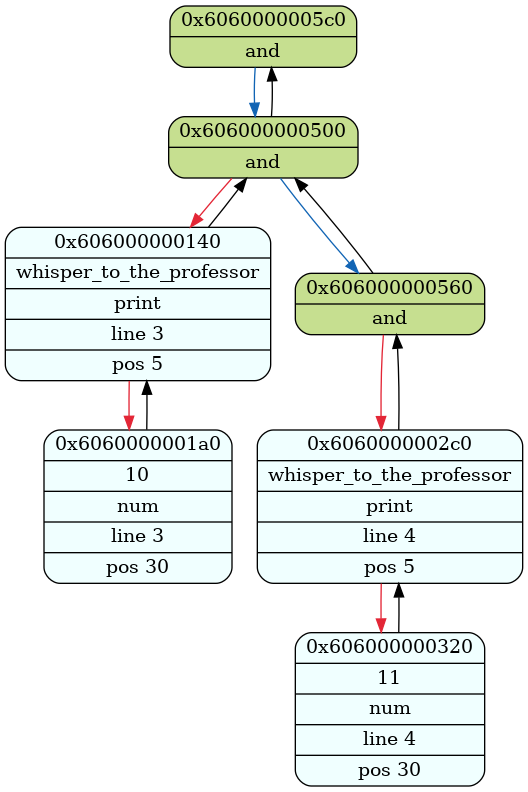 0x6060000005c0
and
0x606000000500
and
0x606000000140
whisper_to_the_professor
print
line 3
pos 5
0x606000000560
and
0x6060000001a0
10
num
line 3
pos 30
0x6060000002c0
whisper_to_the_professor
print
line 4
pos 5
0x606000000320
11
num
line 4
pos 30